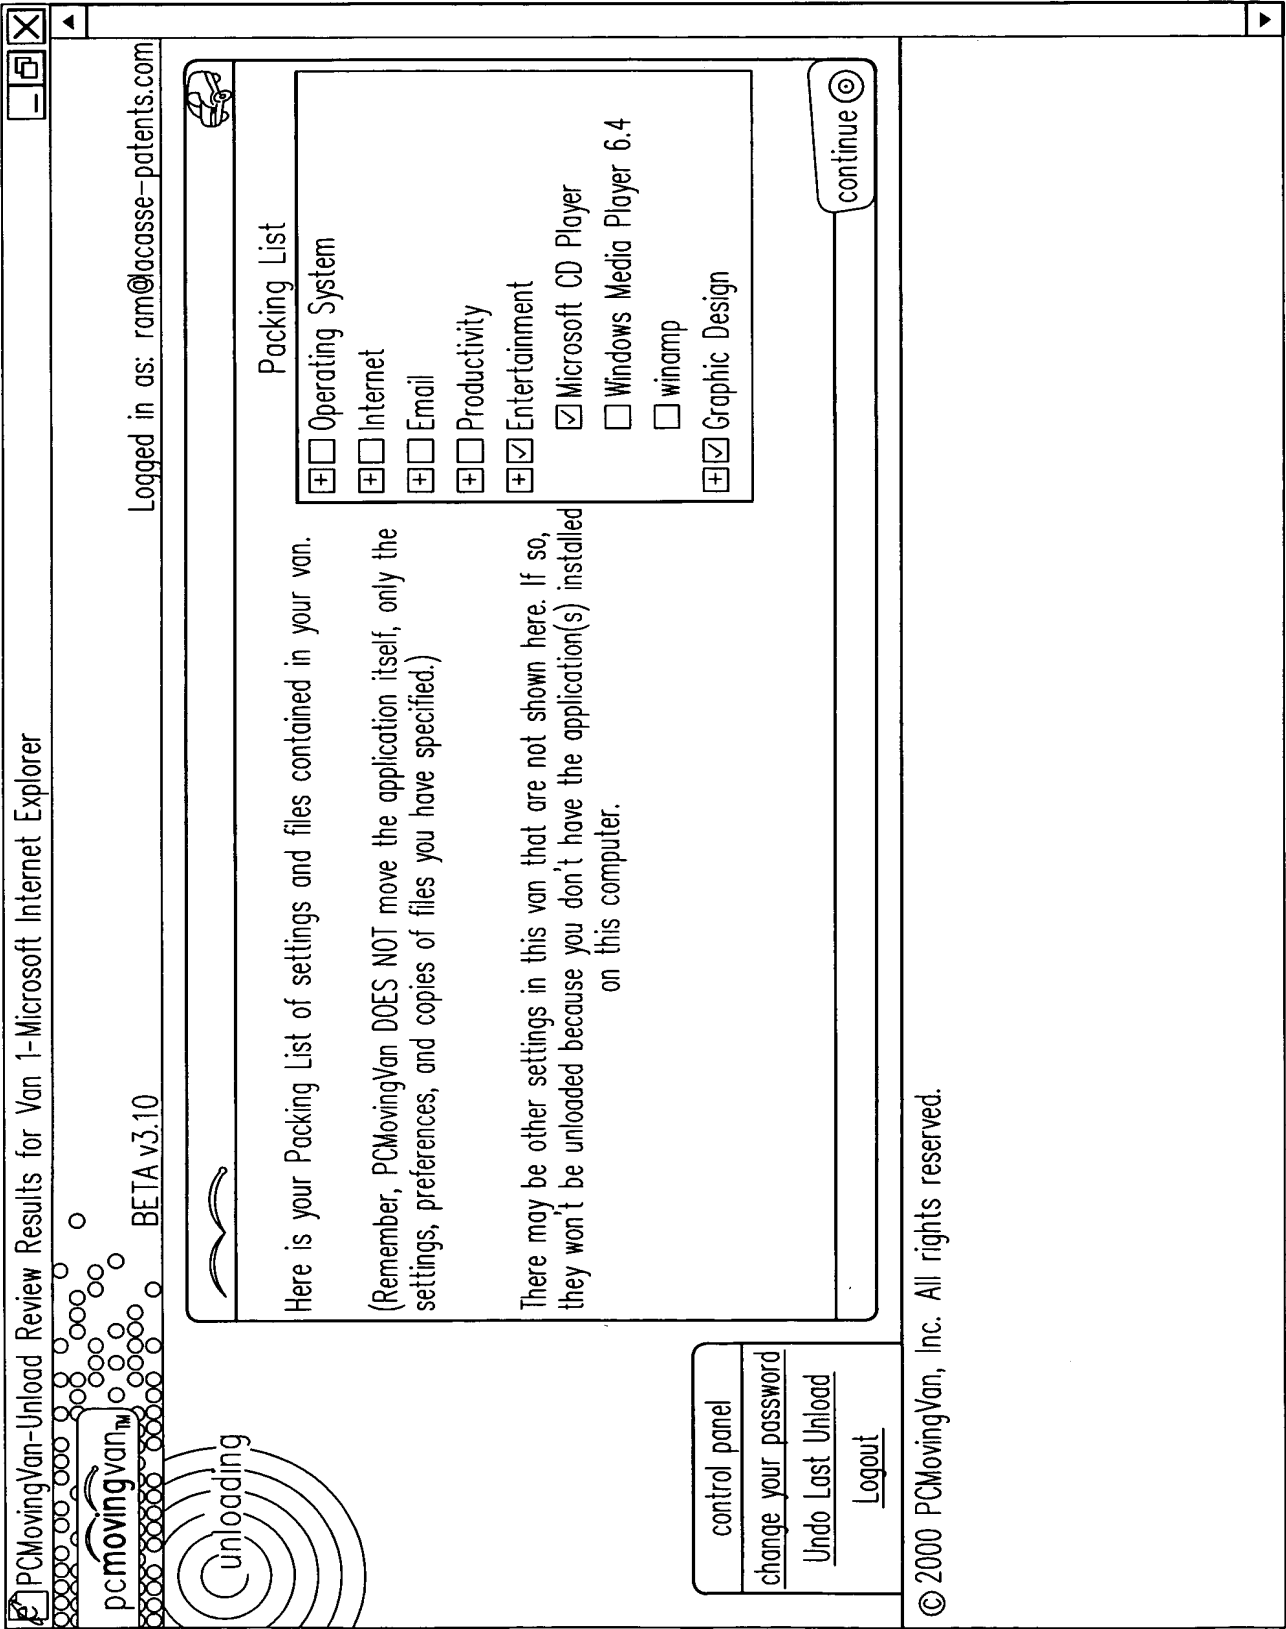 PCMovingVan-Unload Review Results for Van 1-Microsoft Internet Explorer
pcmovingvan™
BETA v3.10
Logged in as: ram@lacasse-patents.com
unloading
Here is your Packing List of settings and files contained in your van.
(Remember, PCMovingVan DOES NOT move the application itself, only the
settings, preferences, and copies of files you have specified.)
There may be other settings in this van that are not shown here. If so,
they won't be unloaded because you don't have the application(s) installed
on this computer.
Packing List
Operating System
Internet
Email
Productivity
Entertainment
Microsoft CD Player
Windows Media Player 6.4
winamp
Graphic Design
continue
control panel
change your password
Undo Last Unload
Logout
© 2000 PCMovingVan, Inc. All rights reserved.